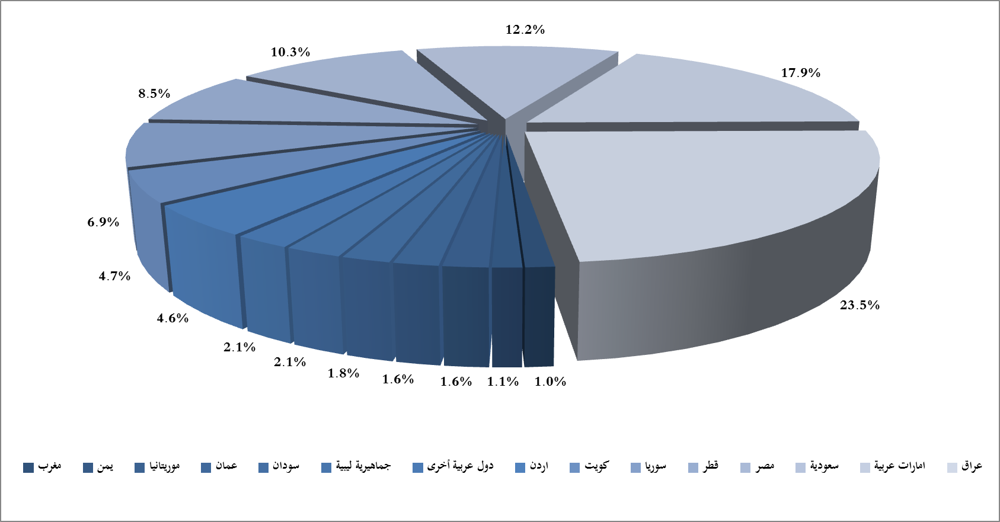 12.2%
10.3%
17.9%
8.5%
6.9%
4.7%
23.5%
4.6%
2.1%
2.1%
1.8%
1.6%
1.6%
1.1%
1.0%
عراق
امارات عربية
سعودية
مصر
قطر
سوريا
كويت
اردن
دول عربية أخرى
جماهيرية ليبية
سودان
عمان
موريتانيا
يمن
مغرب